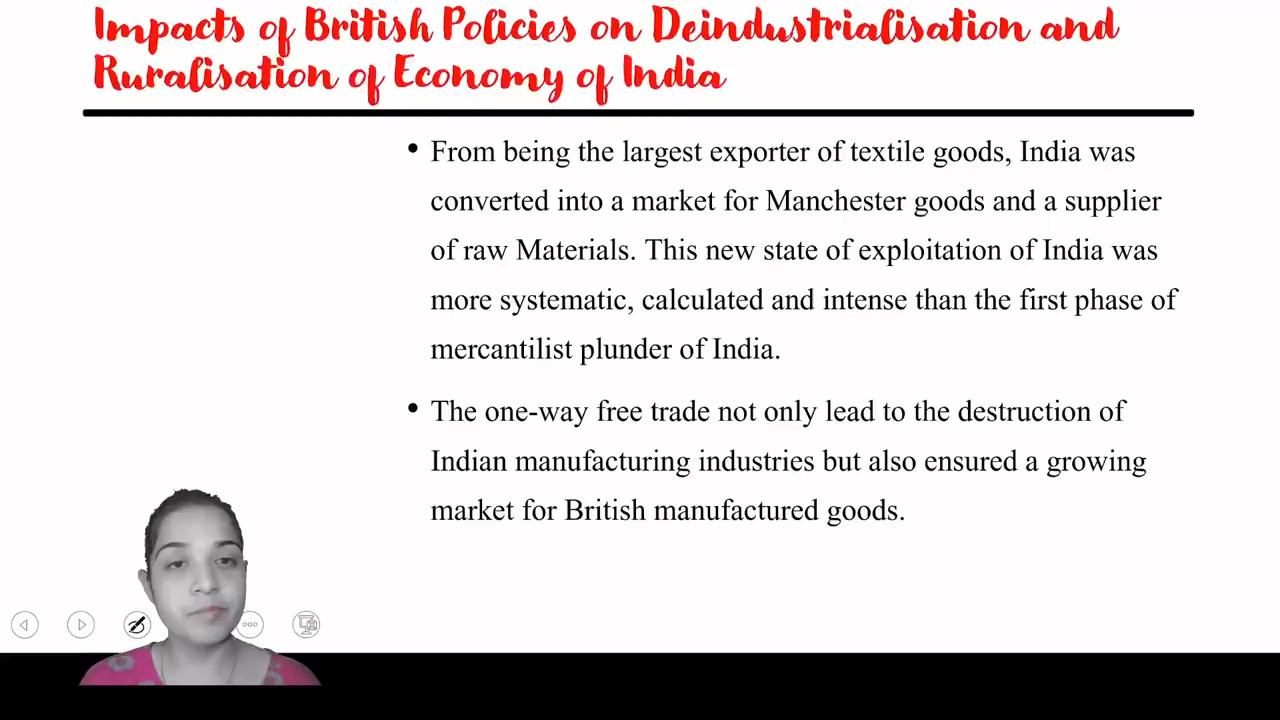 Impacts of British Policies on Deindustrialisation and
Ruralisation of Economy of India
• From being the largest exporter of textile goods, India was
converted into a market for Manchester goods and a supplier
of raw Materials. This new state of exploitation of India was
more systematic, calculated and intense than the first phase of
mercantilist plunder of India.
• The one-way free trade not only lead to the destruction of
Indian manufacturing industries but also ensured a growing
market for British manufactured goods.